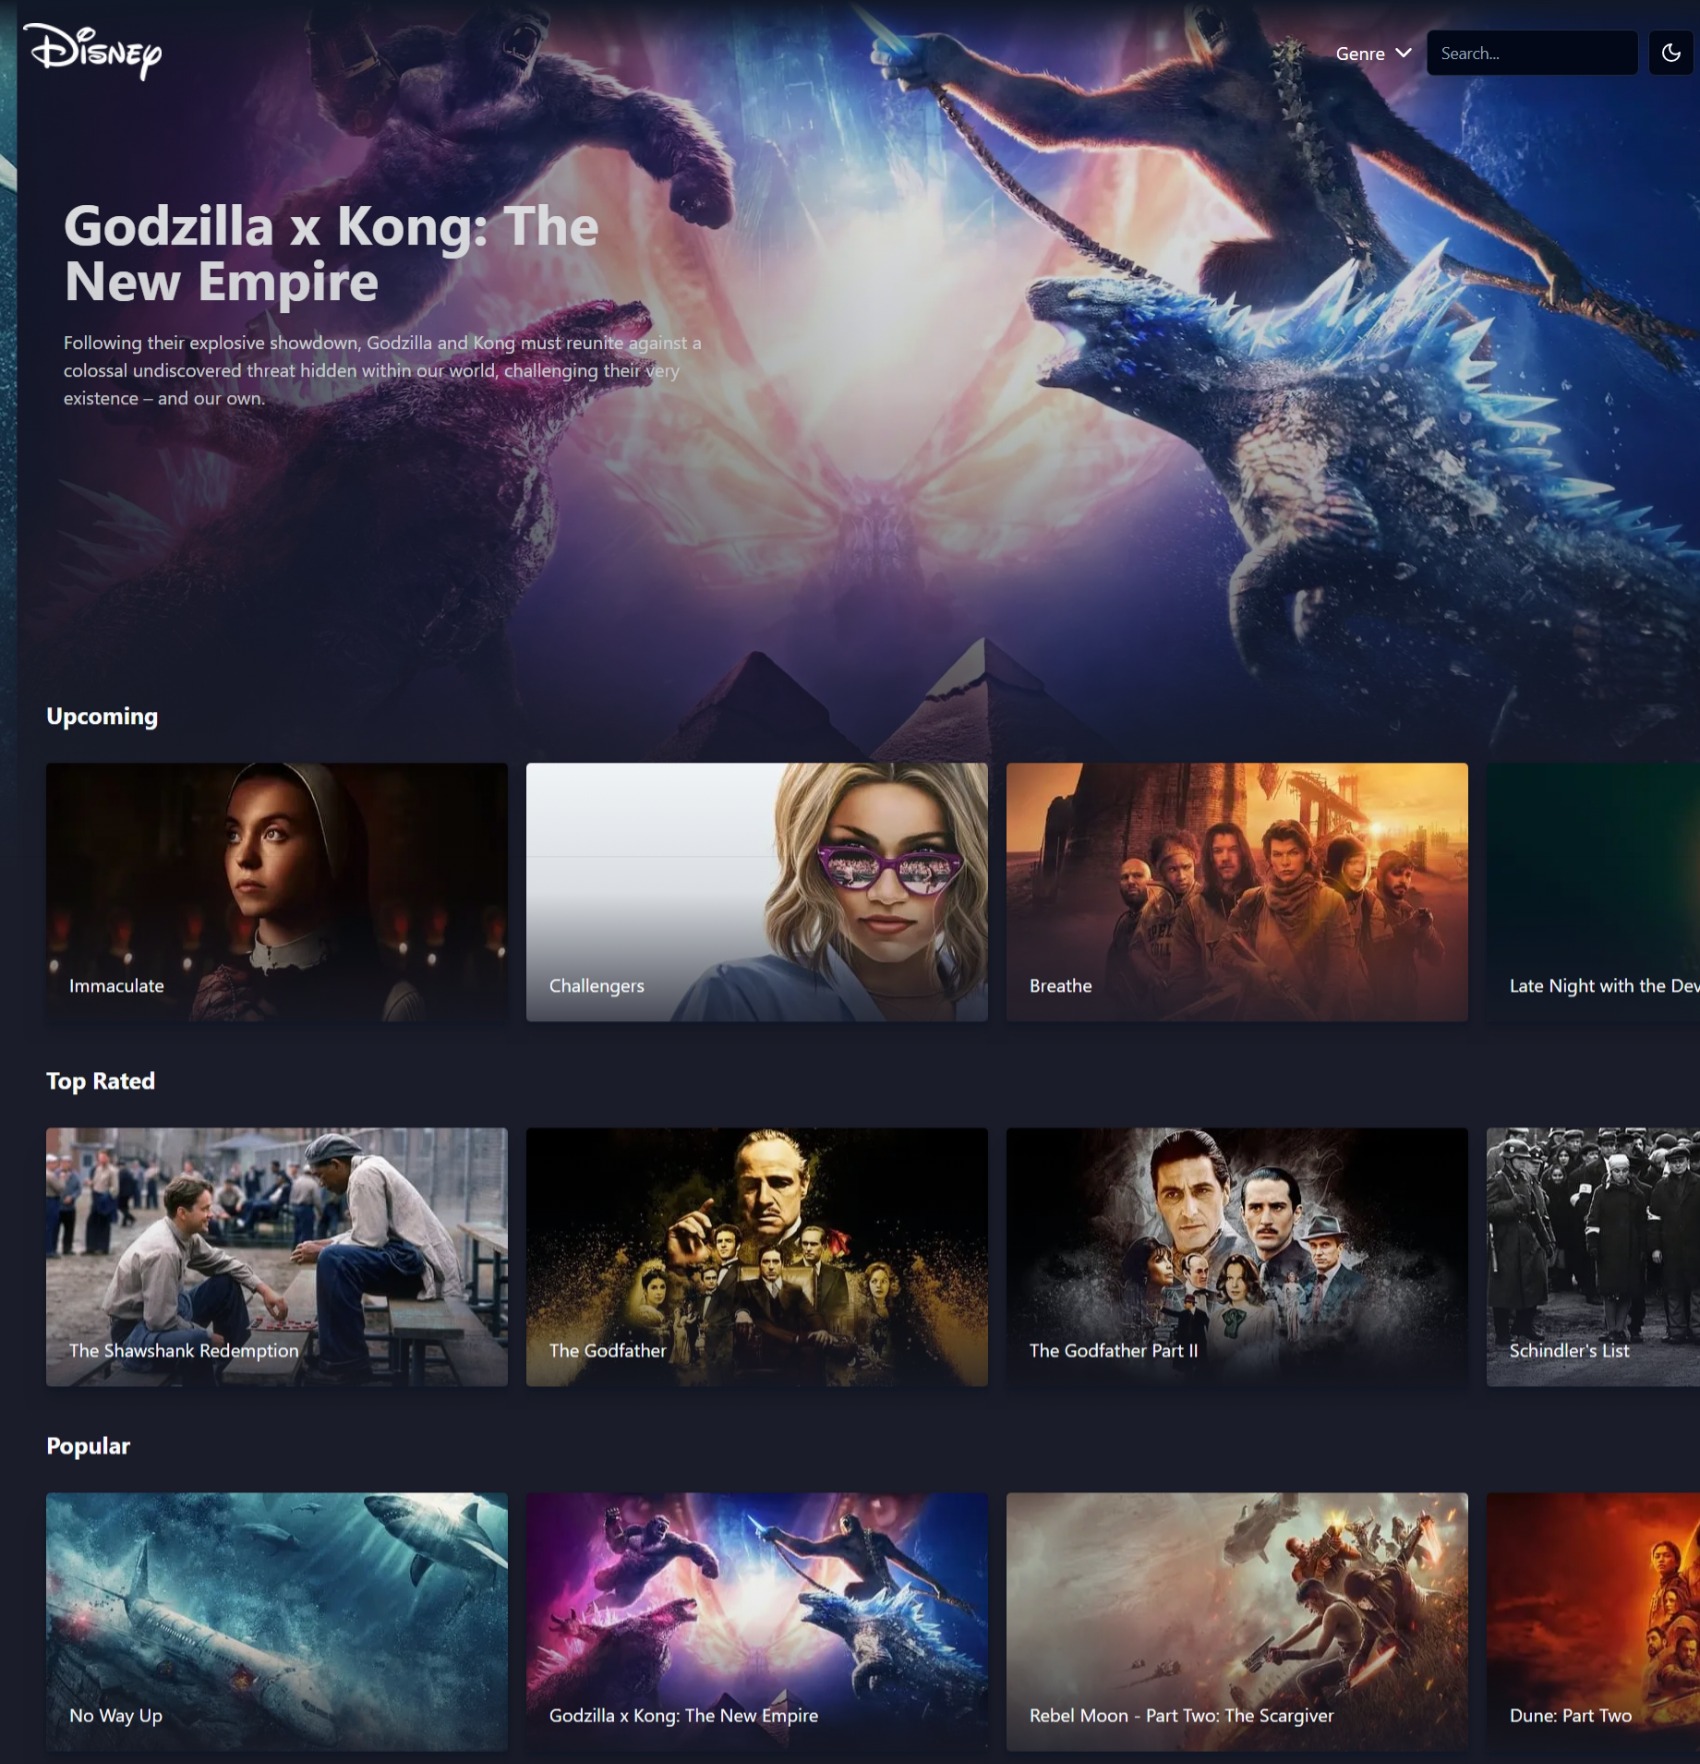 Disney
Genre
Search...
Godzilla x Kong: The
New Empire
Following their explosive showdown, Godzilla and Kong must reunite against a
colossal undiscovered threat hidden within our world, challenging their very
existence – and our own.
Upcoming
Immaculate
Challengers
Breathe
Late Night with the Dev
Top Rated
The Shawshank Redemption
The Godfather
The Godfather Part II
Schindler's List
Popular
No Way Up
Godzilla x Kong: The New Empire
Rebel Moon - Part Two: The Scargiver
Dune: Part Two